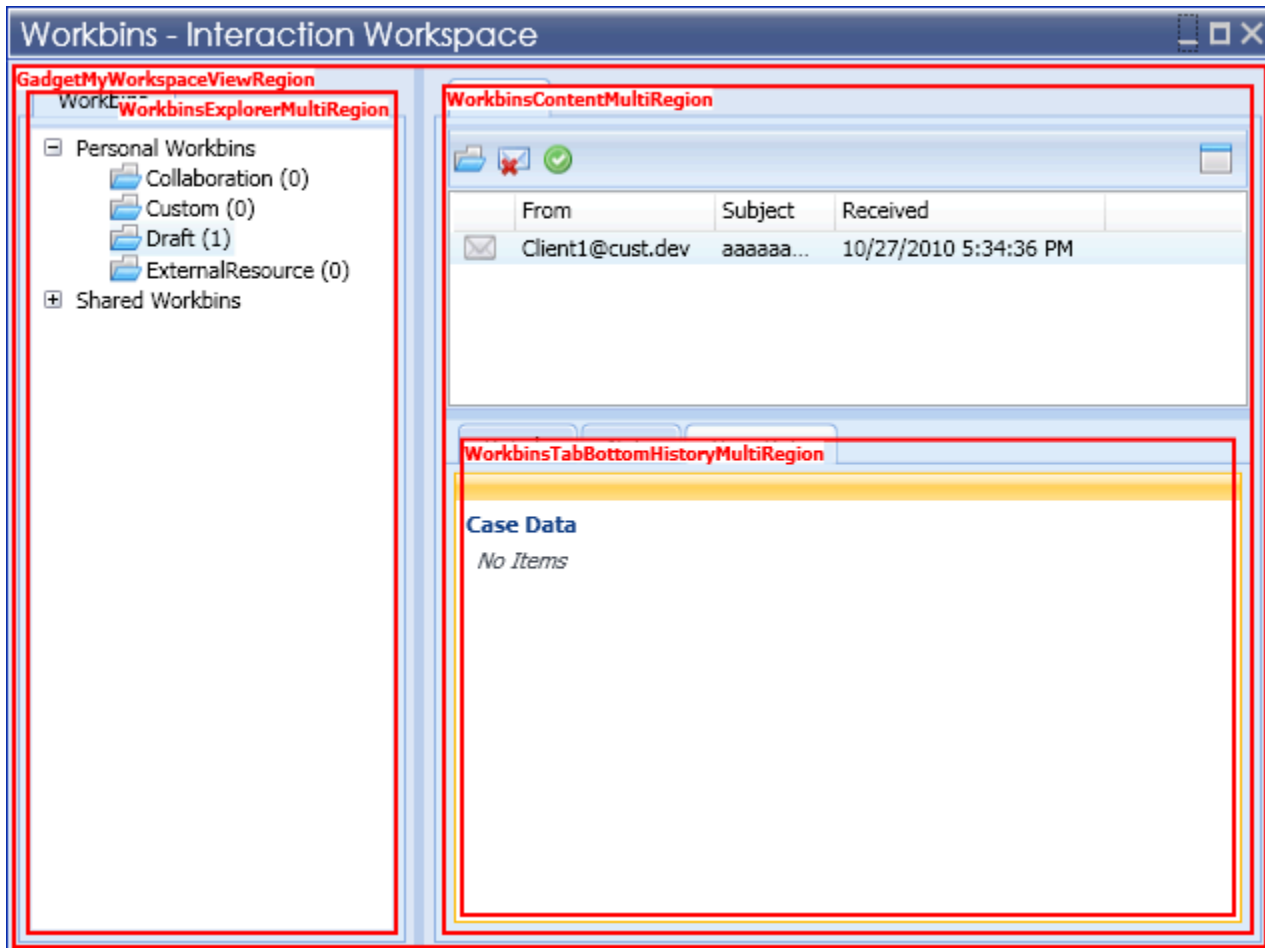 Workbins - Interaction Workspace
GadgetMyWorkspaceViewRegion
WorkbinsExplorerMultiRegion
WorkbinsContentMultiRegion
Personal Workbins
Collaboration (0)
Custom (0)
Draft (1)
ExternalResource (0)
Shared Workbins
From Subject Received
Client1@cust.dev aaaaaa... 10/27/2010 5:34:36 PM
WorkbinsTabBottomHistoryMultiRegion
Case Data
No Items